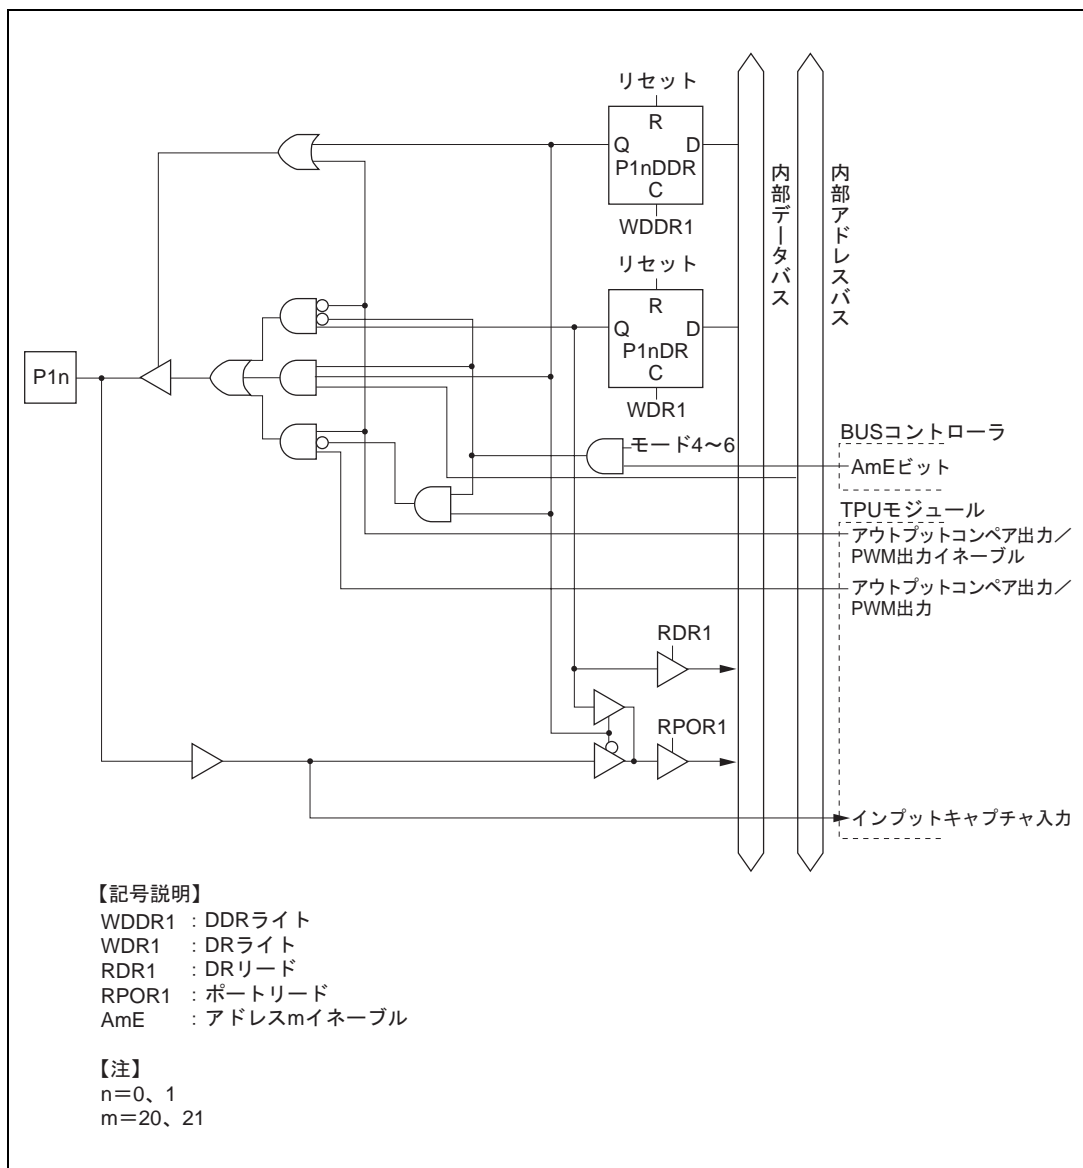 リセット
R
Q D
P1nDDR
C
WDDR1
リセット
R
Q D
P1nDR
C
WDR1
内部データバス
内部アドレスバス
P1n
モード4〜6
BUSコントローラ
AmEビット
TPUモジュール
アウトプットコンペア出力／
PWM出力イネーブル
アウトプットコンペア出力／
PWM出力
RDR1
RPOR1
インプットキャプチャ入力
【記号説明】
WDDR1 : DDRライト
WDR1 : DRライト
RDR1 : DRリード
RPOR1 : ポートリード
AmE : アドレスmイネーブル
【注】
n＝0、1
m＝20、21